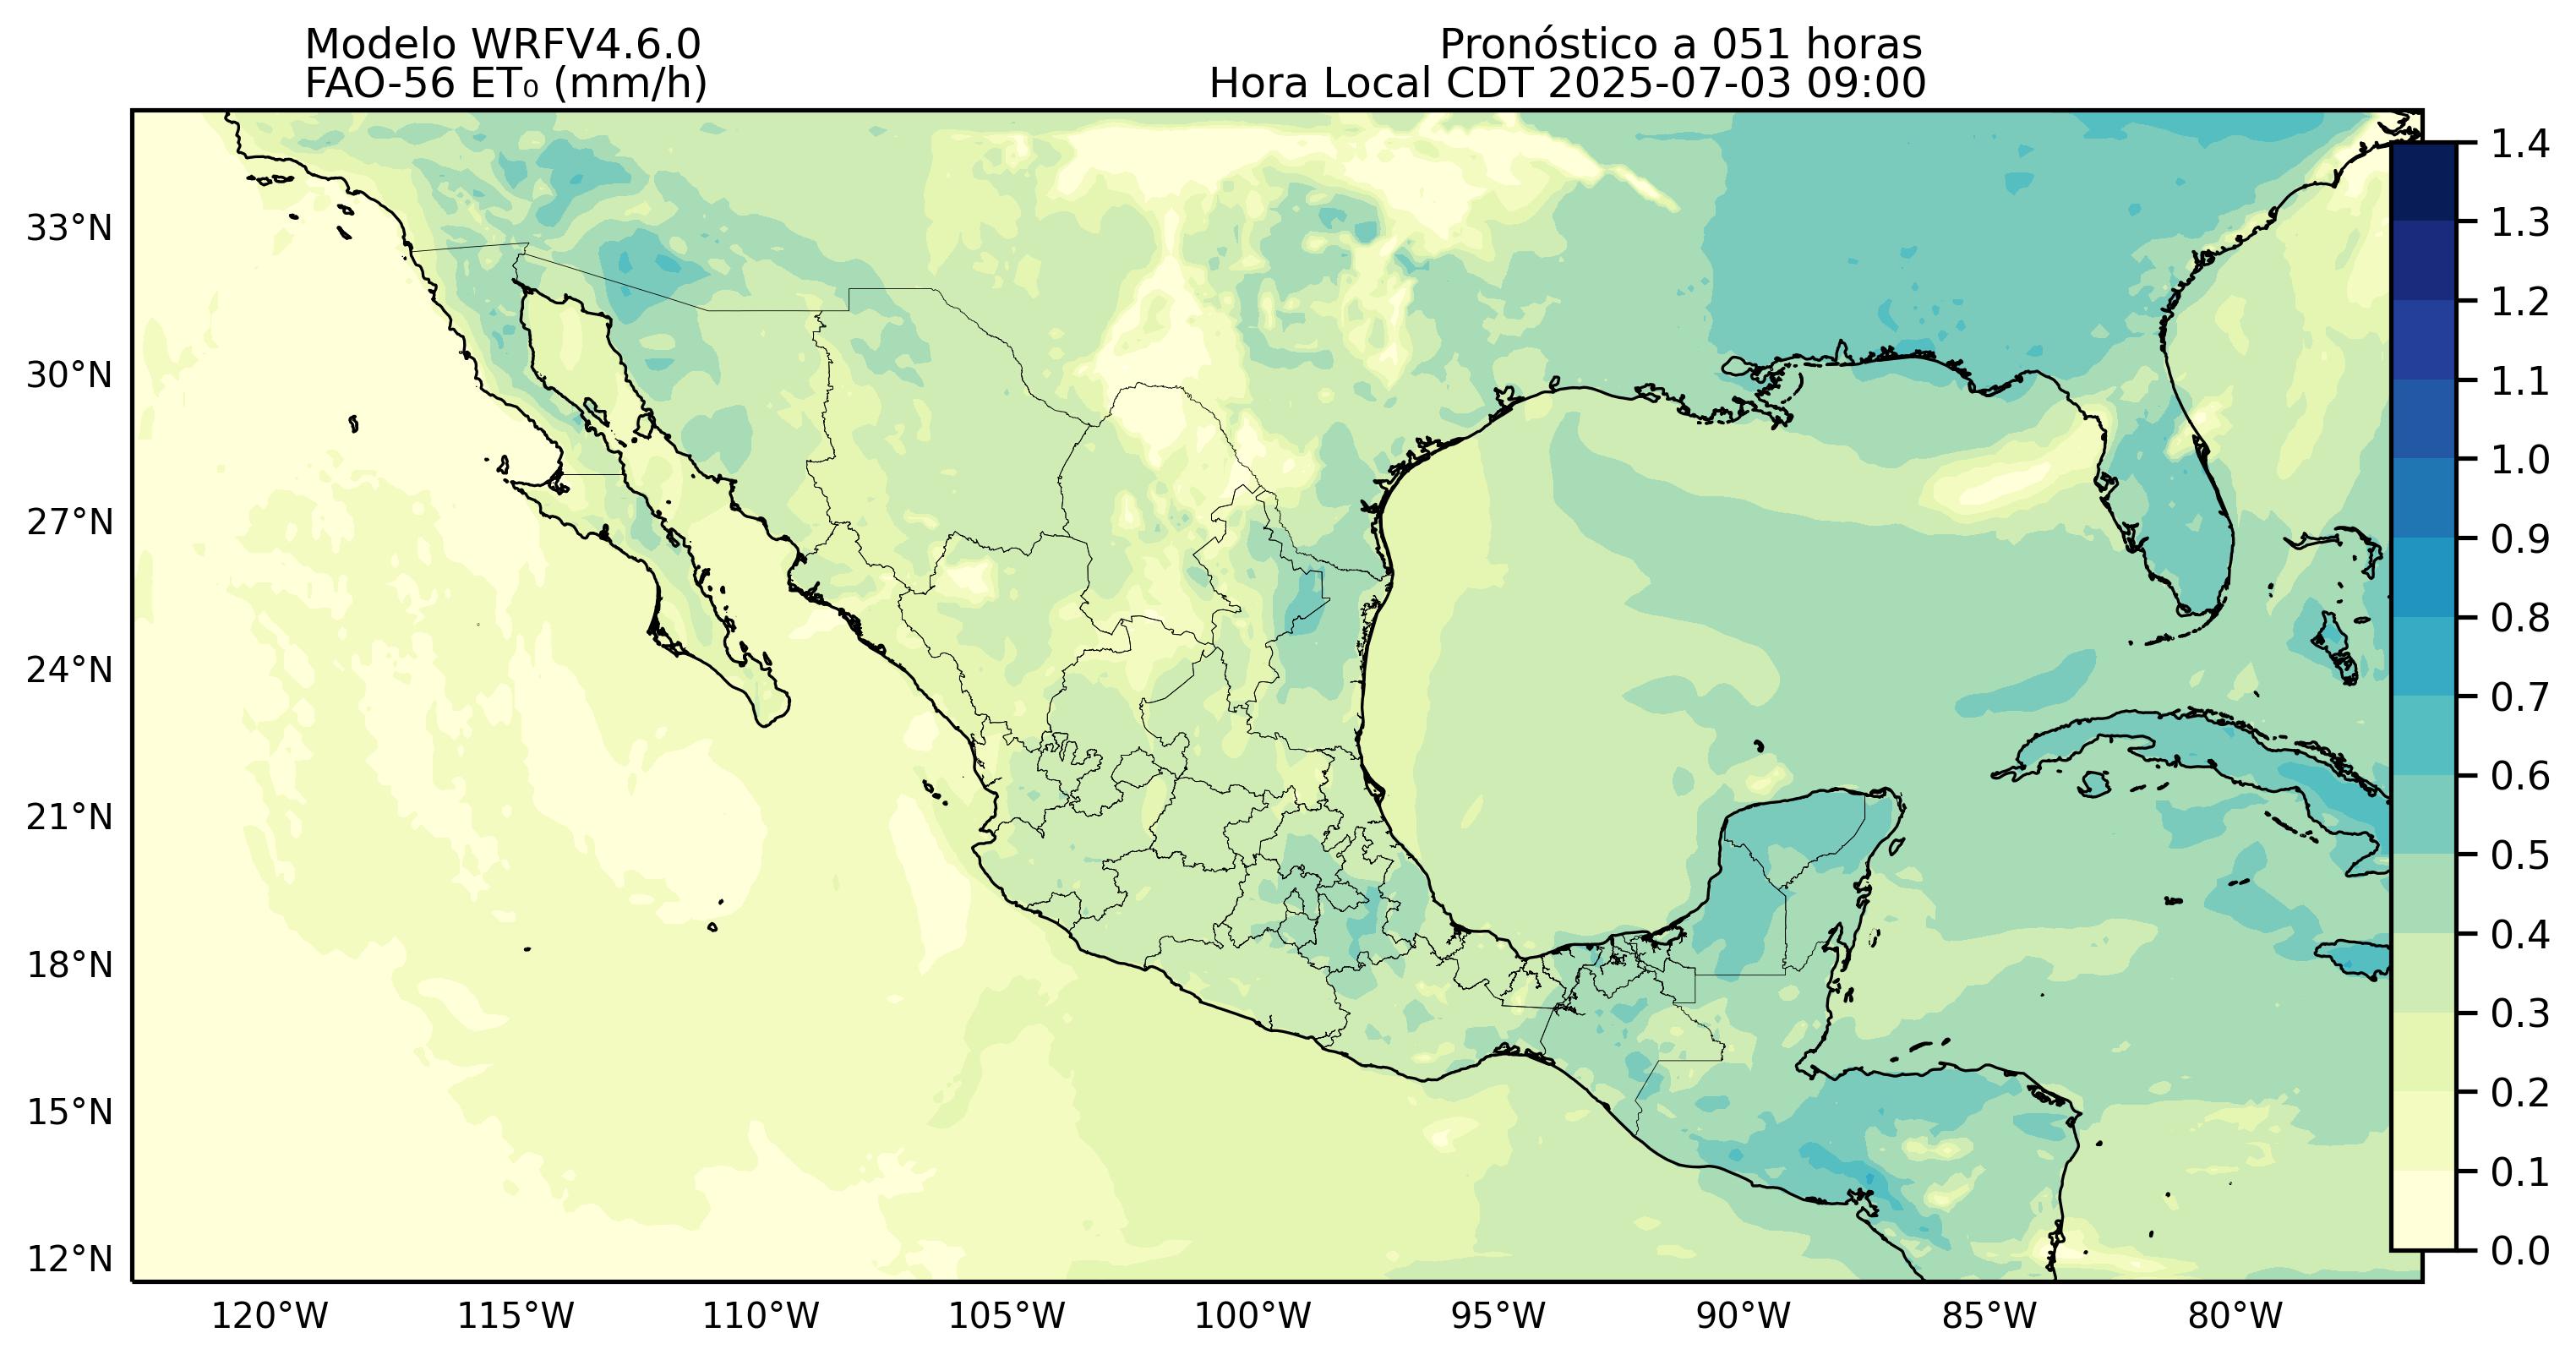 Modelo WRFV4.6.0
FAO-56 ET₀ (mm/h)
Pronóstico a 051 horas
Hora Local CDT 2025-07-03 09:00
33°N
30°N
27°N
24°N
21°N
18°N
15°N
12°N
120°W
115°W
110°W
105°W
100°W
95°W
90°W
85°W
80°W
1.4
1.3
1.2
1.1
1.0
0.9
0.8
0.7
0.6
0.5
0.4
0.3
0.2
0.1
0.0